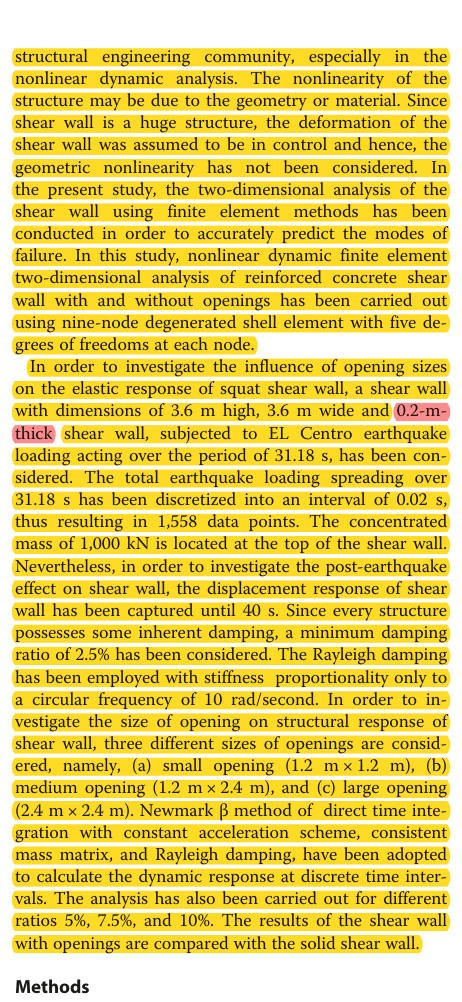 structural engineering community, especially in the
nonlinear dynamic analysis. The nonlinearity of the
structure may be due to the geometry or material. Since
shear wall is a huge structure, the deformation of the
shear wall was assumed to be in control and hence, the
geometric nonlinearity has not been considered. In
the present study, the two-dimensional analysis of the
shear wall using finite element methods has been
conducted in order to accurately predict the modes of
failure. In this study, nonlinear dynamic finite element
two-dimensional analysis of reinforced concrete shear
wall with and without openings has been carried out
using nine-node degenerated shell element with five de-
grees of freedoms at each node.
In order to investigate the influence of opening sizes
on the elastic response of squat shear wall, a shear wall
with dimensions of 3.6 m high, 3.6 m wide and 0.2-m-
thick shear wall, subjected to EL Centro earthquake
loading acting over the period of 31.18 s, has been con-
sidered. The total earthquake loading spreading over
31.18 s has been discretized into an interval of 0.02 s,
thus resulting in 1,558 data points. The concentrated
mass of 1,000 kN is located at the top of the shear wall.
Nevertheless, in order to investigate the post-earthquake
effect on shear wall, the displacement response of shear
wall has been captured until 40 s. Since every structure
possesses some inherent damping, a minimum damping
ratio of 2.5% has been considered. The Rayleigh damping
has been employed with stiffness proportionality only to
a circular frequency of 10 rad/second. In order to in-
vestigate the size of opening on structural response of
shear wall, three different sizes of openings are consid-
ered, namely, (a) small opening (1.2 m × 1.2 m), (b)
medium opening (1.2 m × 2.4 m), and (c) large opening
(2.4 m × 2.4 m). Newmark β method of direct time inte-
gration with constant acceleration scheme, consistent
mass matrix, and Rayleigh damping, have been adopted
to calculate the dynamic response at discrete time inter-
vals. The analysis has also been carried out for different
ratios 5%, 7.5%, and 10%. The results of the shear wall
with openings are compared with the solid shear wall.
Methods